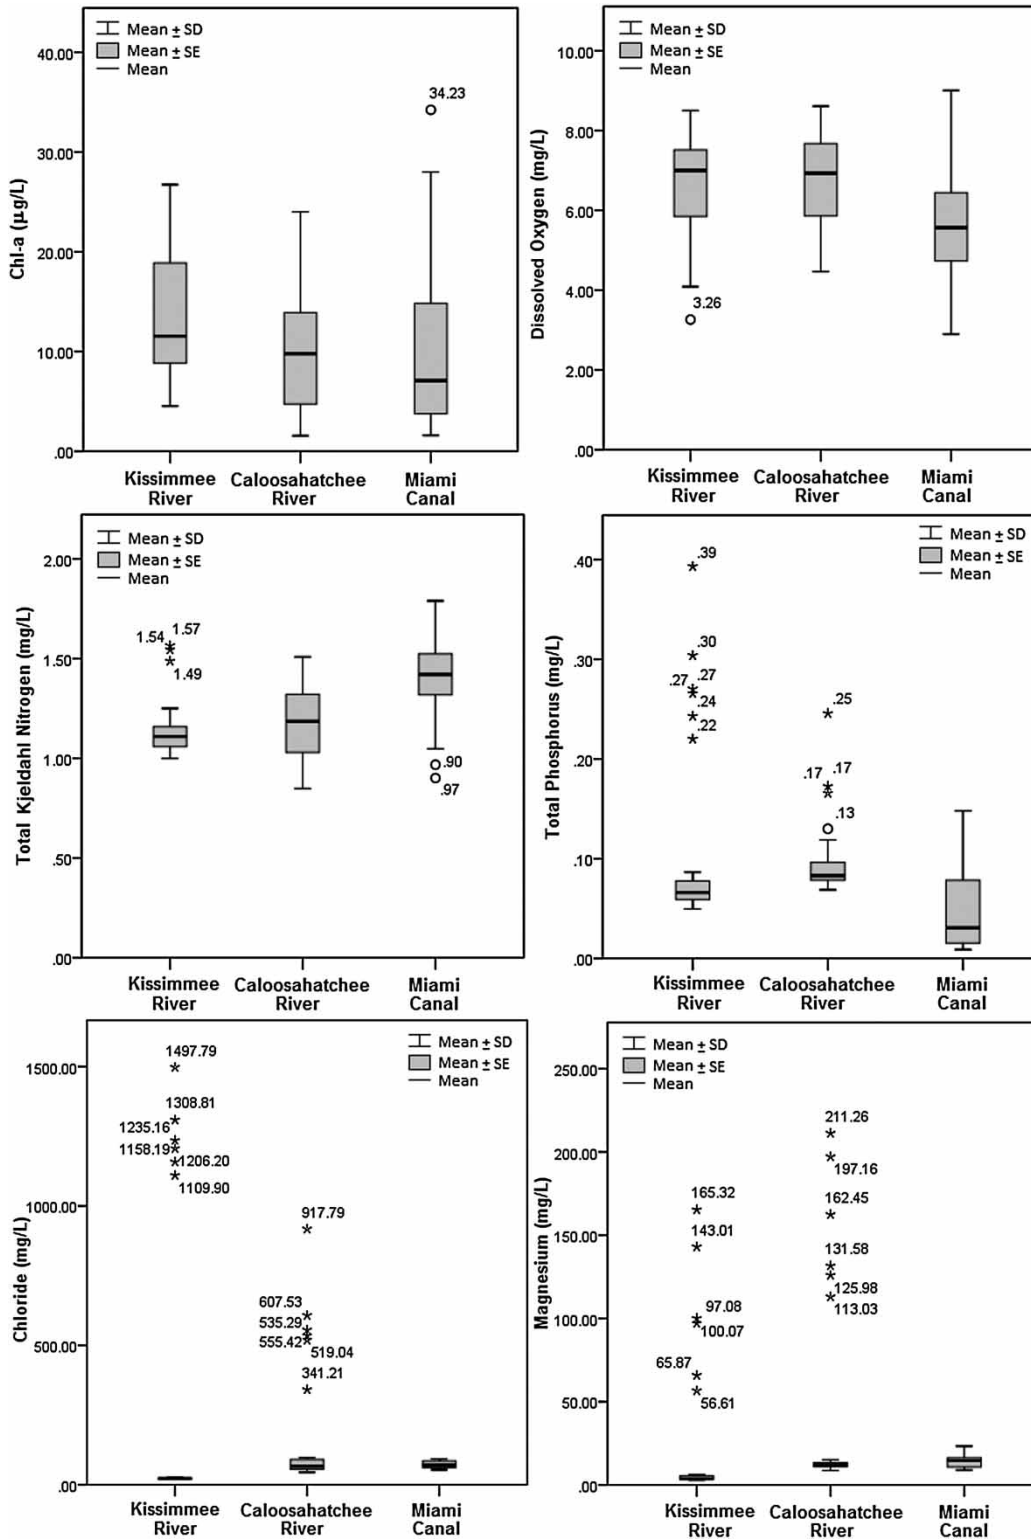 Mean ± SD
Mean ± SE
Mean
40.00
30.00
20.00
10.00
.00
Chl-a (µg/L)
34.23
Kissimmee River
Caloosahatchee River
Miami Canal
Mean ± SD
Mean ± SE
Mean
10.00
8.00
6.00
4.00
2.00
.00
Dissolved Oxygen (mg/L)
3.26
Kissimmee River
Caloosahatchee River
Miami Canal
Mean ± SD
Mean ± SE
Mean
2.00
1.50
1.00
.50
.00
Total Kjeldahl Nitrogen (mg/L)
1.54
1.57
1.49
.90
.97
Kissimmee River
Caloosahatchee River
Miami Canal
Mean ± SD
Mean ± SE
Mean
.40
.30
.20
.10
.00
Total Phosphorus (mg/L)
.39
.30
.27
.27
.24
.22
.25
.17
.17
.13
Kissimmee River
Caloosahatchee River
Miami Canal
Mean ± SD
Mean ± SE
Mean
1500.00
1000.00
500.00
.00
Chloride (mg/L)
1497.79
1308.81
1235.16
1158.19
1206.20
1109.90
917.79
607.53
535.29
555.42
519.04
341.21
Kissimmee River
Caloosahatchee River
Miami Canal
Mean ± SD
Mean ± SE
Mean
250.00
200.00
150.00
100.00
50.00
.00
Magnesium (mg/L)
165.32
143.01
97.08
100.07
65.87
56.61
211.26
197.16
162.45
131.58
125.98
113.03
Kissimmee River
Caloosahatchee River
Miami Canal